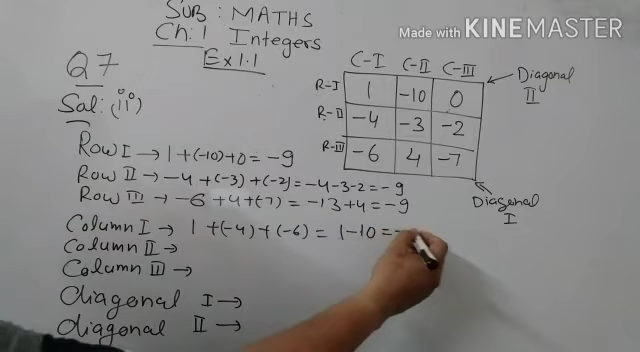 Made with KINEMASTER
SUB: MATHS
Ch:1 Integers
Ex 1.1
Q7
Sol: (ii)
C-I C-II C-III
R-I 1 -10 0
R-II -4 -3 -2
R-III -6 4 -7
Diagonal II
Diagonal I
Row I → 1+(-10)+0 = -9
Row II → -4+(-3)+(-2) = -4-3-2 = -9
Row III → -6+4+(-7) = -13+4 = -9
Column I → 1+(-4)+(-6) = 1-10 = -
Column II →
Column III →
diagonal I →
diagonal II →